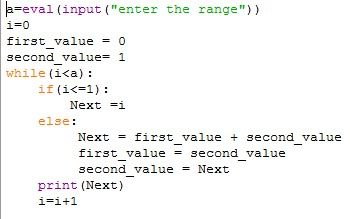 a=eval(input("enter the range"))
i=0
first_value = 0
second_value= 1
while(i<a):
    if(i<=1):
        Next =i
    else:
         Next = first_value + second_value
         first_value = second_value
         second_value = Next
    print(Next)
    i=i+1